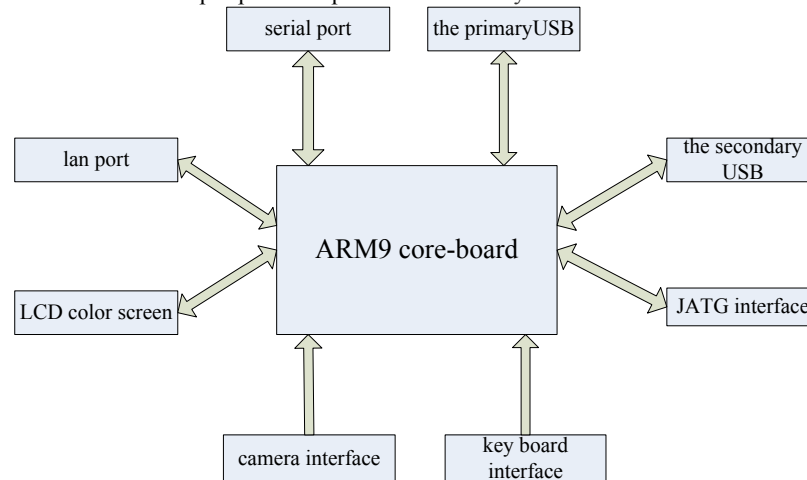 serial port
the primaryUSB
lan port
the secondary
USB
ARM9 core-board
LCD color screen
JATG interface
camera interface
key board
interface